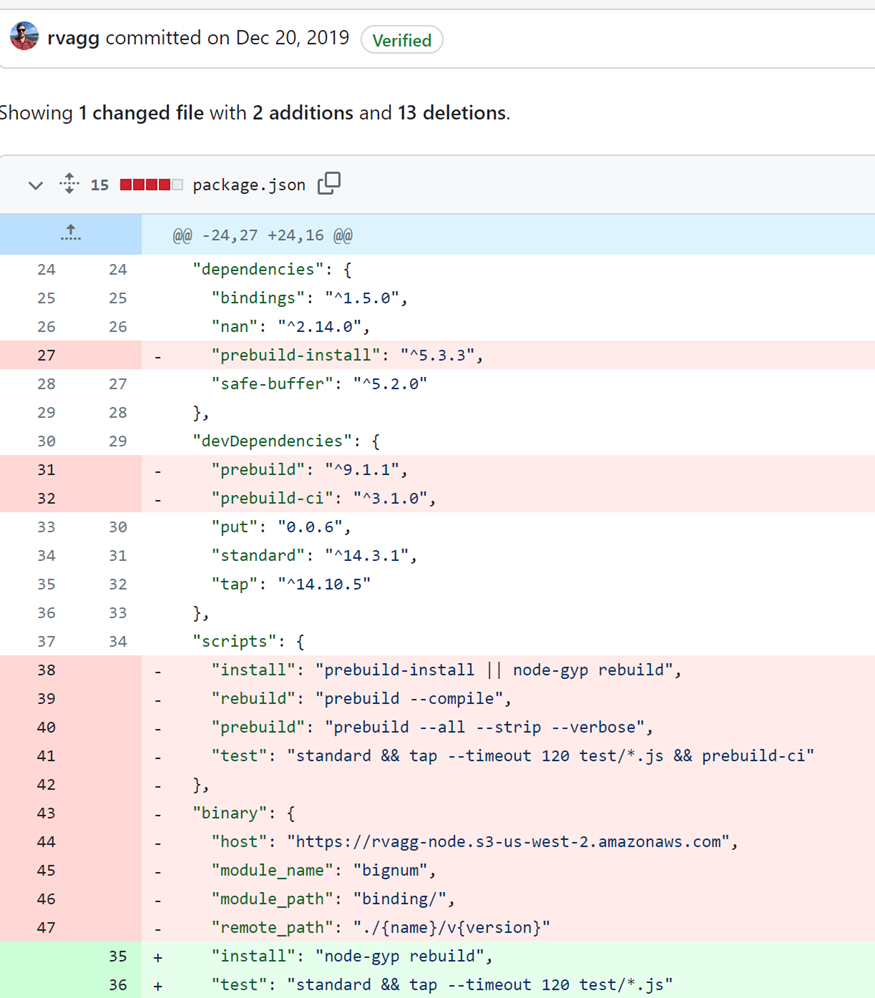 rvagg committed on Dec 20, 2019 Verified
Showing 1 changed file with 2 additions and 13 deletions.
15 package.json
@@ -24,27 +24,16 @@
24 24 "dependencies": {
25 25 "bindings": "^1.5.0",
26 26 "nan": "^2.14.0",
27 - "prebuild-install": "^5.3.3",
28 27 "safe-buffer": "^5.2.0"
29 28 },
30 29 "devDependencies": {
31 - "prebuild": "^9.1.1",
32 - "prebuild-ci": "^3.1.0",
33 30 "put": "0.0.6",
34 31 "standard": "^14.3.1",
35 32 "tap": "^14.10.5"
36 33 },
37 34 "scripts": {
38 - "install": "prebuild-install || node-gyp rebuild",
39 - "rebuild": "prebuild --compile",
40 - "prebuild": "prebuild --all --strip --verbose",
41 - "test": "standard && tap --timeout 120 test/*.js && prebuild-ci"
42 - },
43 - "binary": {
44 - "host": "https://rvagg-node.s3-us-west-2.amazonaws.com",
45 - "module_name": "bignum",
46 - "module_path": "binding/",
47 - "remote_path": "./{name}/v{version}"
35 + "install": "node-gyp rebuild",
36 + "test": "standard && tap --timeout 120 test/*.js"